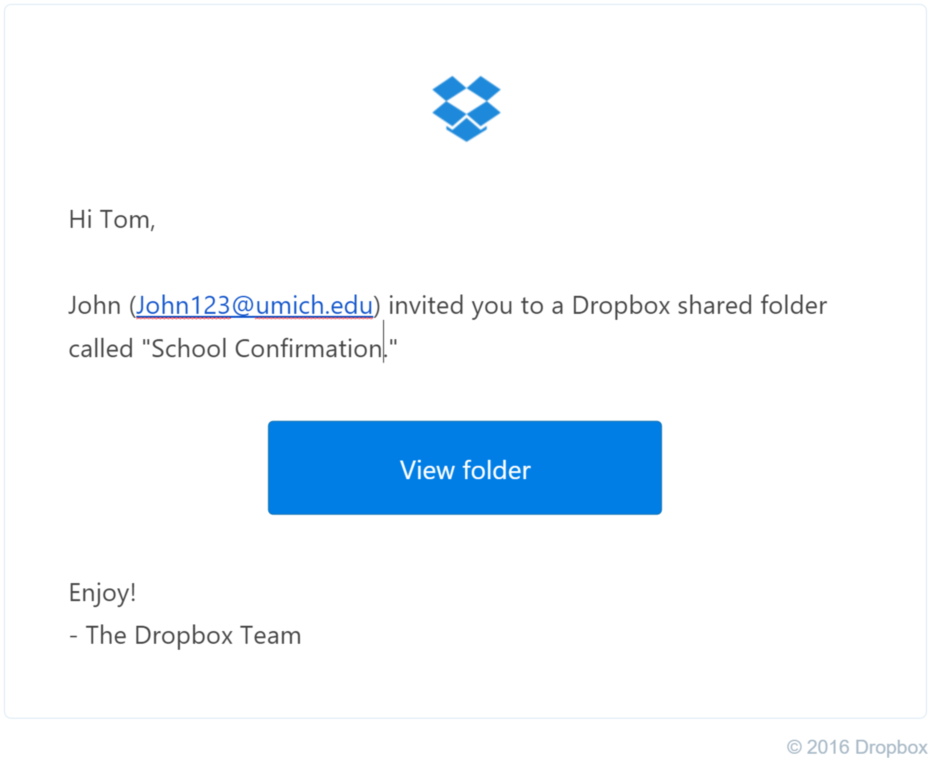 Hi Tom,
John (John123@umich.edu) invited you to a Dropbox shared folder
called "School Confirmation."
View folder
Enjoy!
- The Dropbox Team
© 2016 Dropbox